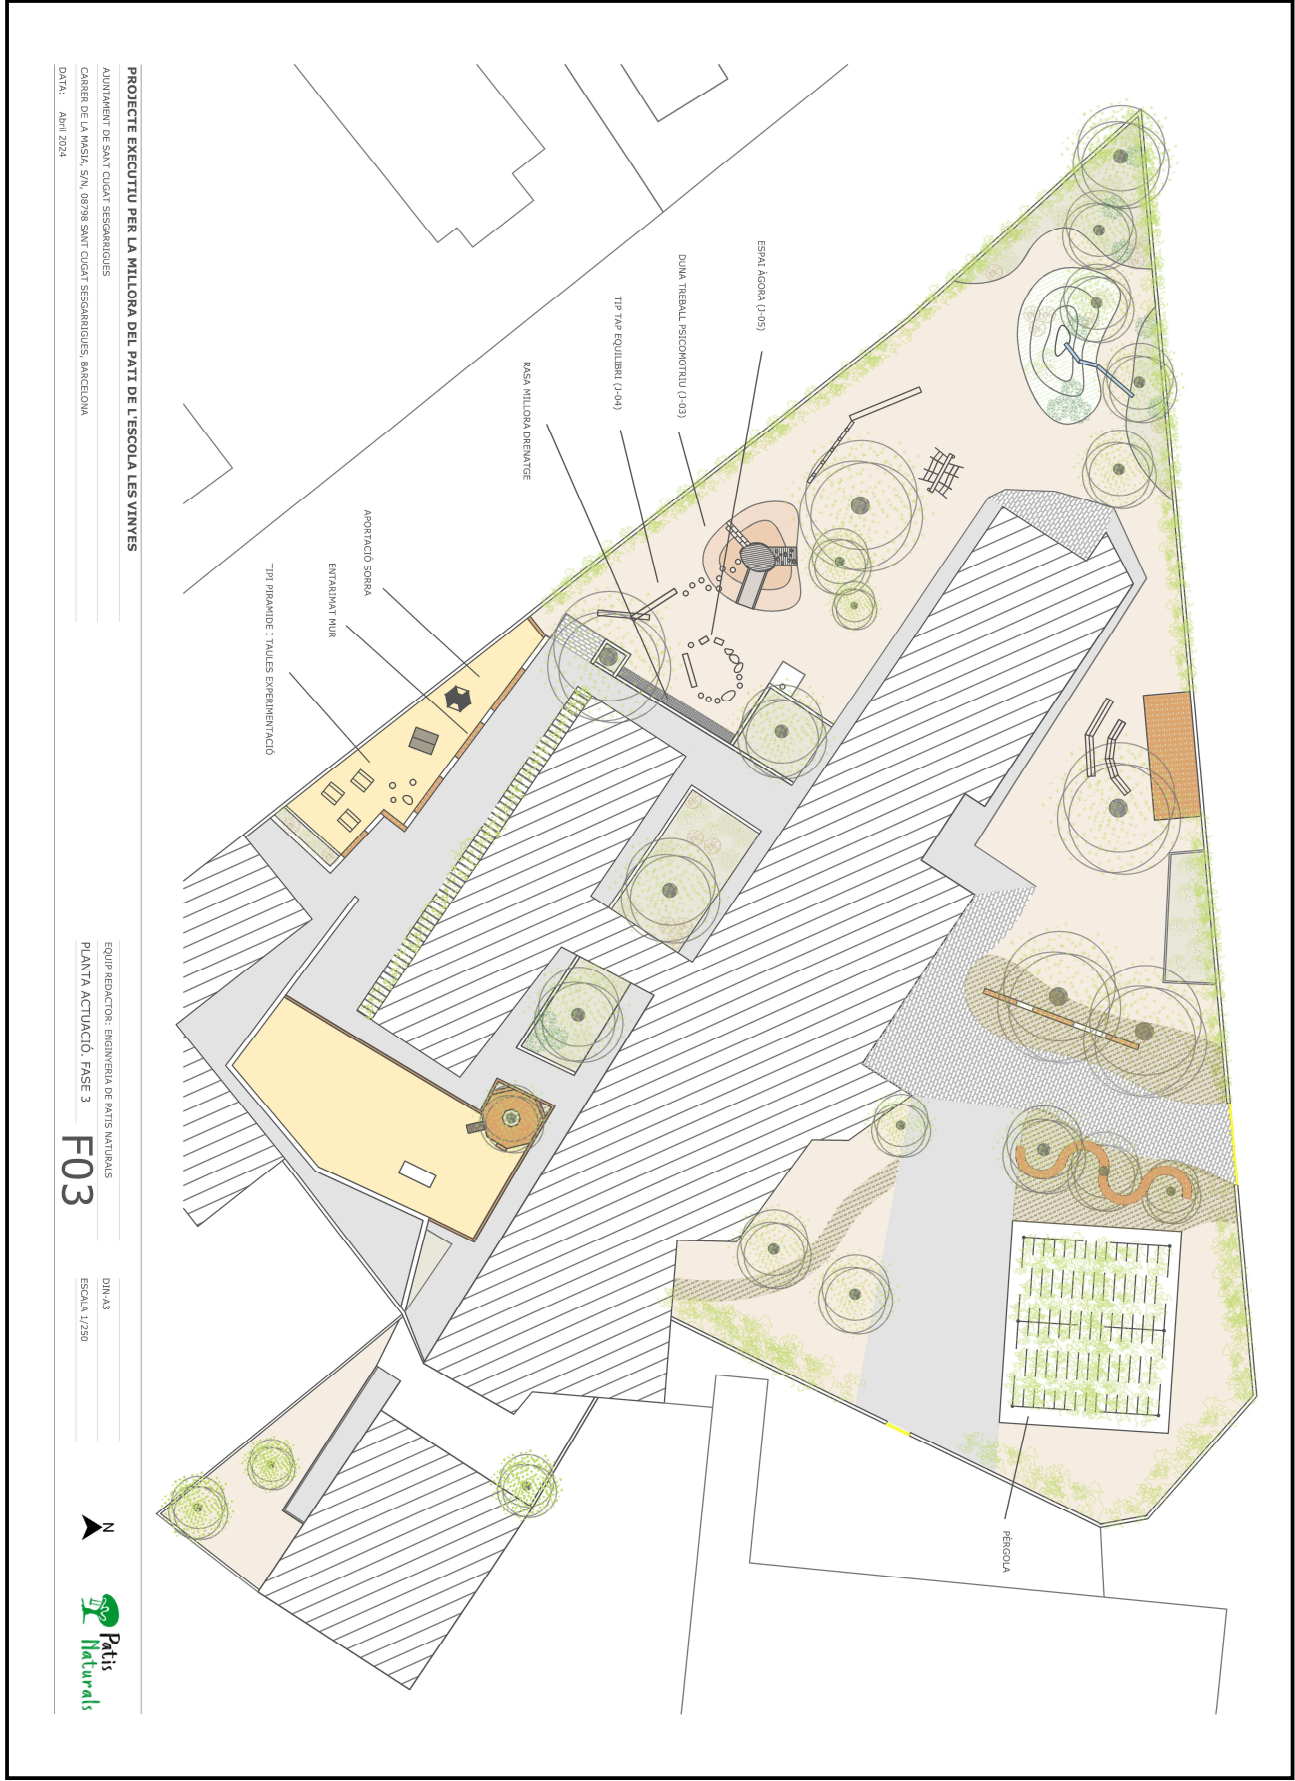 ESPAI ÀGORA (J-05)
DUNA TREBALL PSICOMOTRIU (J-03)
TIP TAP EQUILIBRI (J-04)
RASA MILLORA DRENATGE
APORTACIÓ SORRA
ENTARIMAT MUR
TIPI PIRAMIDE : TAULES EXPERIMENTACIÓ
PÈRGOLA
PROJECTE EXECUTIU PER LA MILLORA DEL PATI DE L'ESCOLA LES VINYES
AJUNTAMENT DE SANT CUGAT SESGARRIGUES
CARRER DE LA MASIA, S/N, 08798 SANT CUGAT SESGARRIGUES, BARCELONA
DATA: Abril 2024
EQUIP REDACTOR: ENGINYERIA DE PATIS NATURALS
PLANTA ACTUACIÓ. FASE 3
F03
DIN-A3
ESCALA 1/250
N
Patis
Naturals